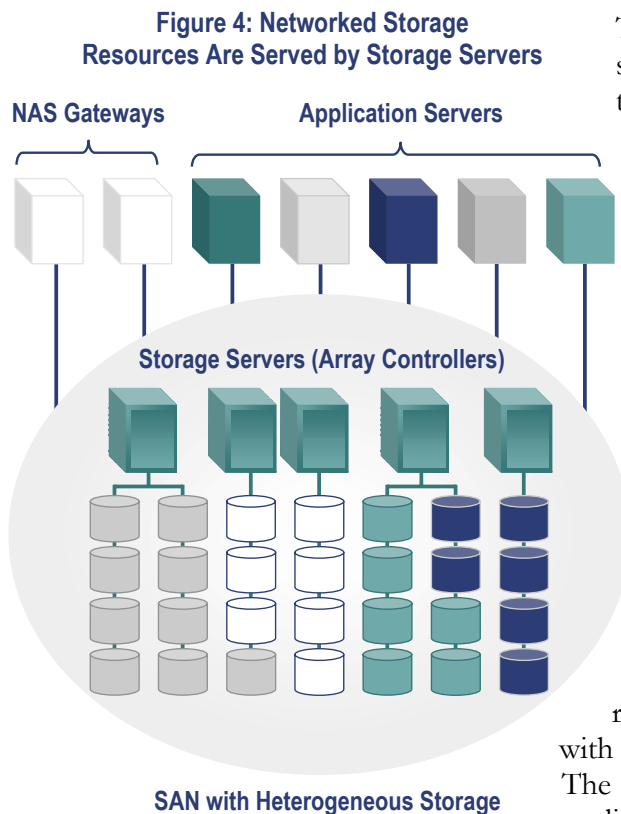 Figure 4: Networked Storage
Resources Are Served by Storage Servers
NAS Gateways
Application Servers
Storage Servers (Array Controllers)
SAN with Heterogeneous Storage
with
The